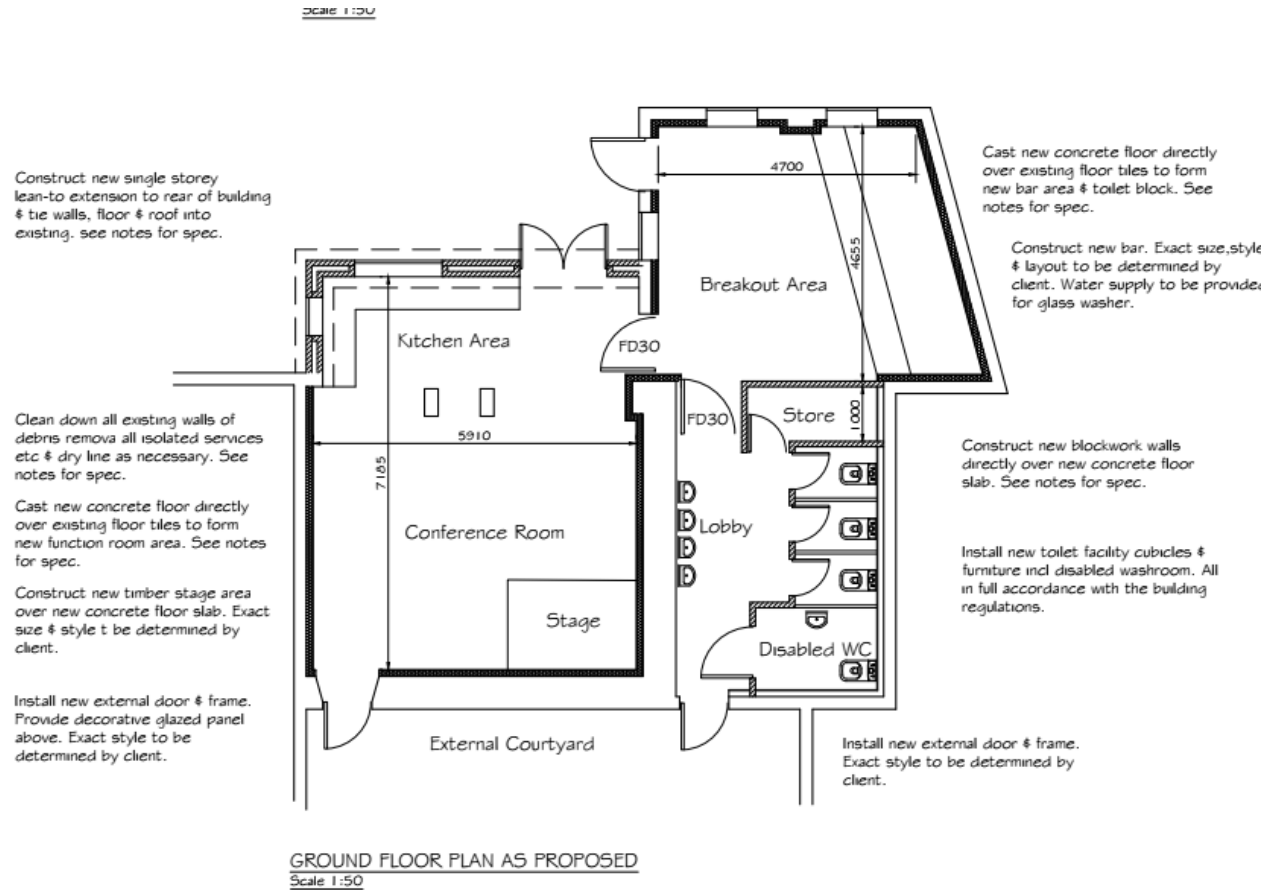 Scale 1:50
Construct new single storey
lean-to extension to rear of building
& tie walls, floor & roof into
existing. see notes for spec.
Clean down all existing walls of
debris remova all isolated services
etc & dry line as necessary. See
notes for spec.
Cast new concrete floor directly
over existing floor tiles to form
new function room area. See notes
for spec.
Construct new timber stage area
over new concrete floor slab. Exact
size & style t be determined by
client.
Install new external door & frame.
Provide decorative glazed panel
above. Exact style to be
determined by client.
4700
4655
Breakout Area
Kitchen Area
FD30
FD30
Store
1000
5910
7185
Conference Room
Lobby
Stage
Disabled WC
External Courtyard
Cast new concrete floor directly
over existing floor tiles to form
new bar area & toilet block. See
notes for spec.
Construct new bar. Exact size,style
& layout to be determined by
client. Water supply to be provided
for glass washer.
Construct new blockwork walls
directly over new concrete floor
slab. See notes for spec.
Install new toilet facility cubicles &
furniture incl disabled washroom. All
in full accordance with the building
regulations.
Install new external door & frame.
Exact style to be determined by
client.
GROUND FLOOR PLAN AS PROPOSED
Scale 1:50